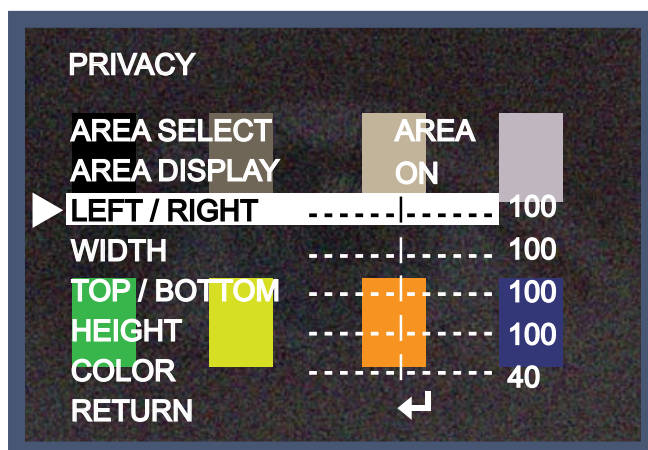 PRIVACY
AREA SELECT AREA
AREA DISPLAY ON
LEFT / RIGHT ------|------ 100
WIDTH ------|------ 100
TOP / BOTTOM ------|------ 100
HEIGHT ------|------ 100
COLOR ------|------ 40
RETURN ↵